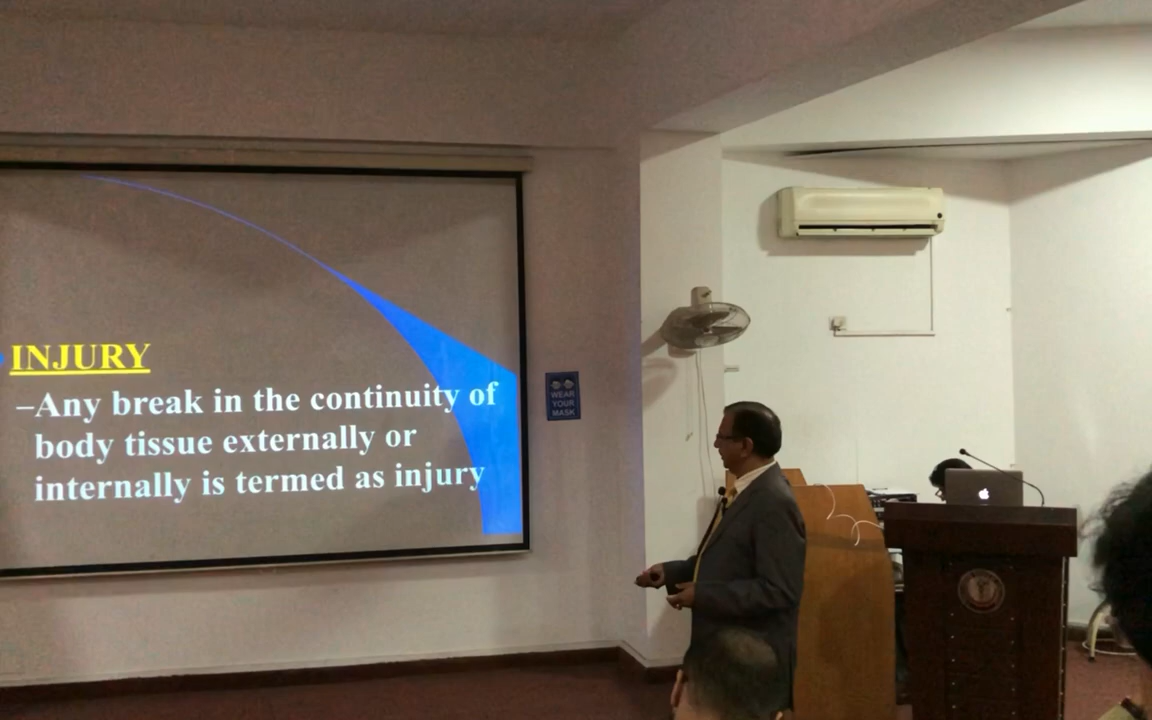 INJURY
–Any break in the continuity of
body tissue externally or
internally is termed as injury
WEAR
YOUR
MASK